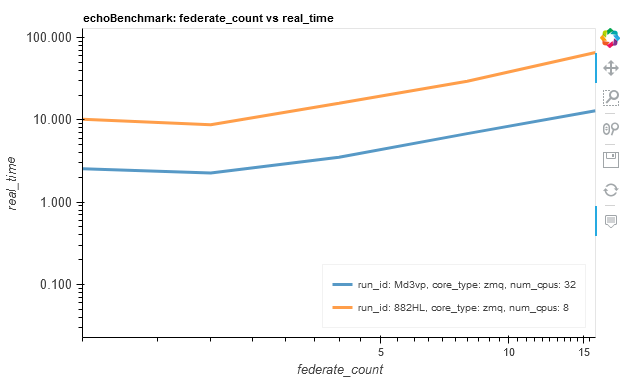 echoBenchmark: federate_count vs real_time
100.000
10.000
1.000
0.100
real_time
run_id: Md3vp, core_type: zmq, num_cpus: 32
run_id: 882HL, core_type: zmq, num_cpus: 8
5
10
15
federate_count